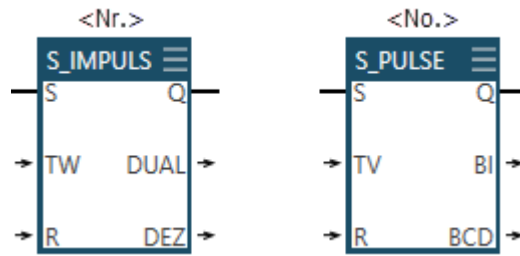 <Nr.>
S_IMPULS
S Q
TW DUAL
R DEZ
<No.>
S_PULSE
S Q
TV BI
R BCD